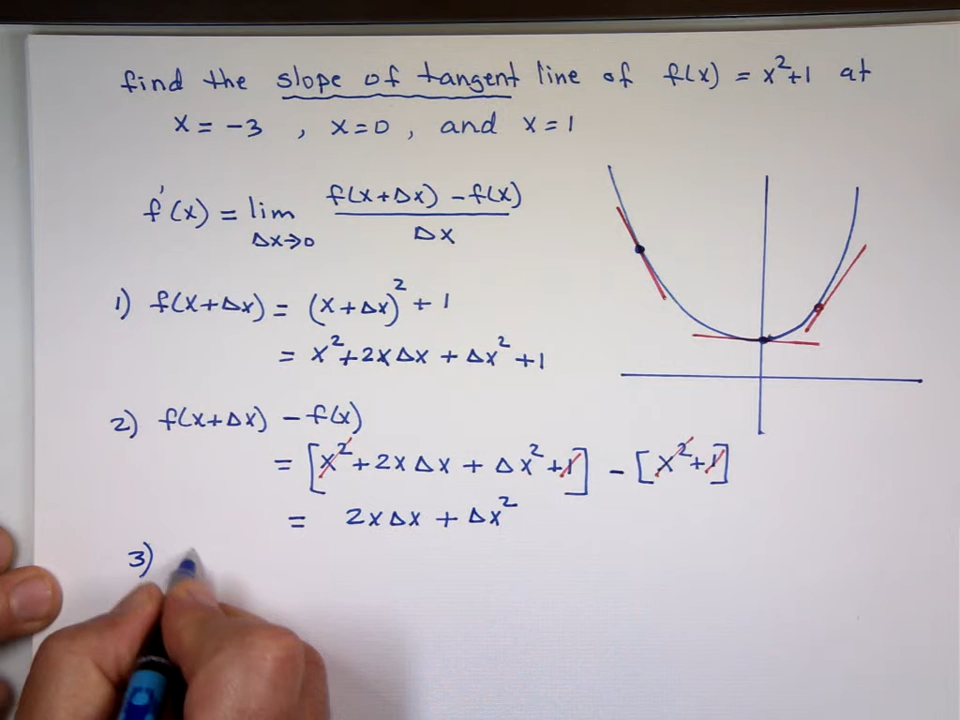 find the slope of tangent line of f(x) = x²+1 at
x = -3 , x=0 , and x=1
f'(x) = lim Δx→0 f(x+Δx) - f(x) / Δx
1) f(x+Δx) = (x+Δx)² + 1
= x²+2xΔx + Δx² +1
2) f(x+Δx) - f(x)
= [x²+2xΔx + Δx²+1] - [x²+1]
= 2xΔx + Δx²
3)